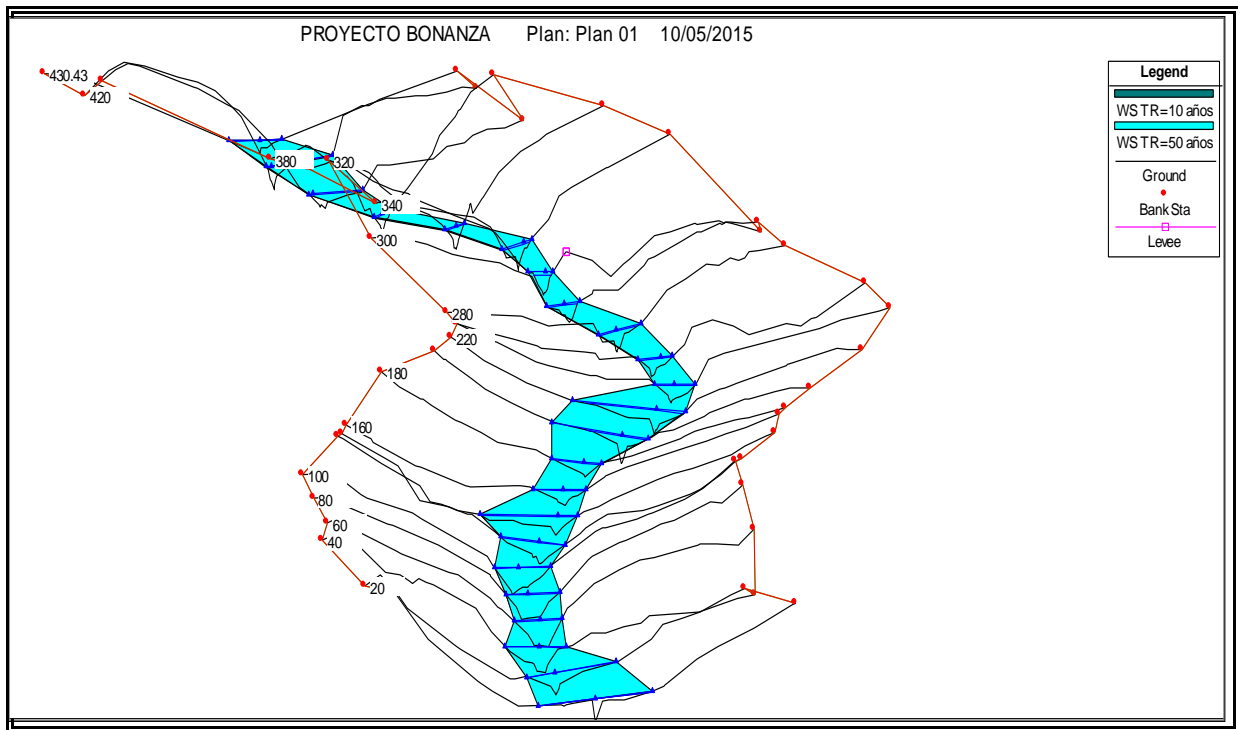 PROYECTO BONANZA Plan: Plan 01 10/05/2015
Legend
WS TR=10 años
WS TR=50 años
Ground
Bank Sta
Levee
430.43
420
380
320
340
300
280
220
180
160
100
80
60
40
20